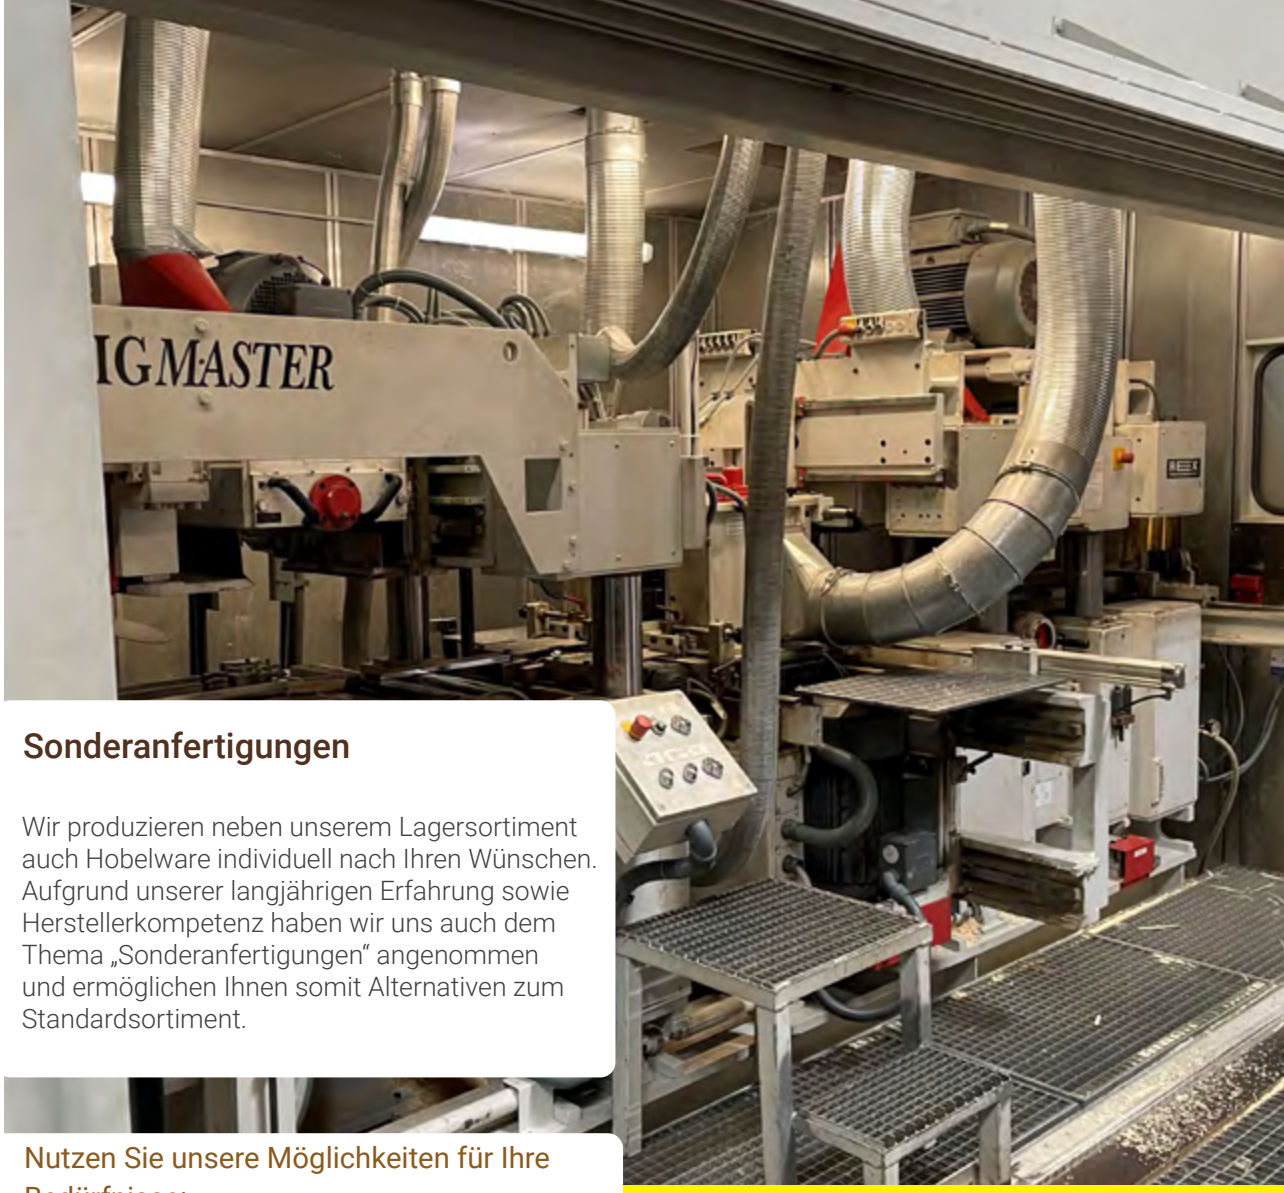 IGMASTER
REX
Sonderanfertigungen
Wir produzieren neben unserem Lagersortiment
auch Hobelware individuell nach Ihren Wünschen.
Aufgrund unserer langjährigen Erfahrung sowie
Herstellerkompetenz haben wir uns auch dem
Thema „Sonderanfertigungen“ angenommen
und ermöglichen Ihnen somit Alternativen zum
Standardsortiment.
Nutzen Sie unsere Möglichkeiten für Ihre
Bedürfnisse: